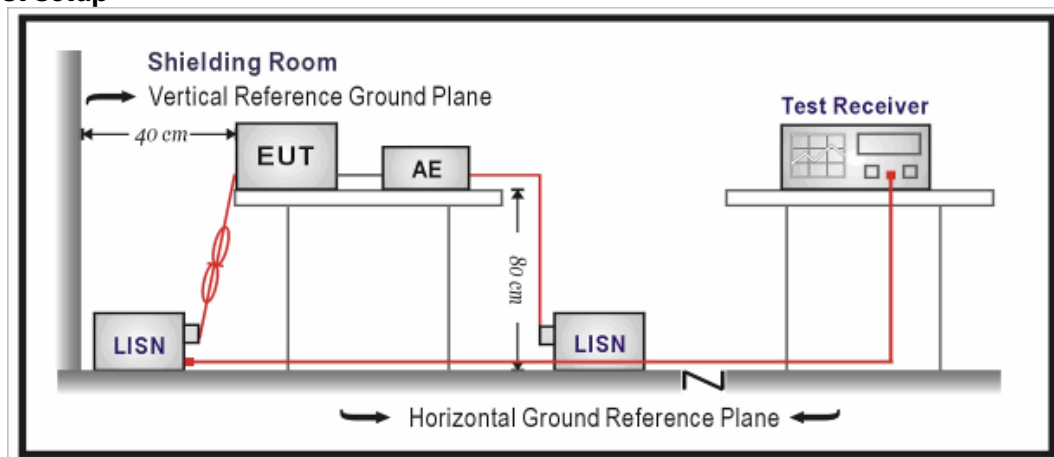 Shielding Room
Vertical Reference Ground Plane
Test Receiver
40 cm
EUT
AE
80 cm
LISN
LISN
Horizontal Ground Reference Plane